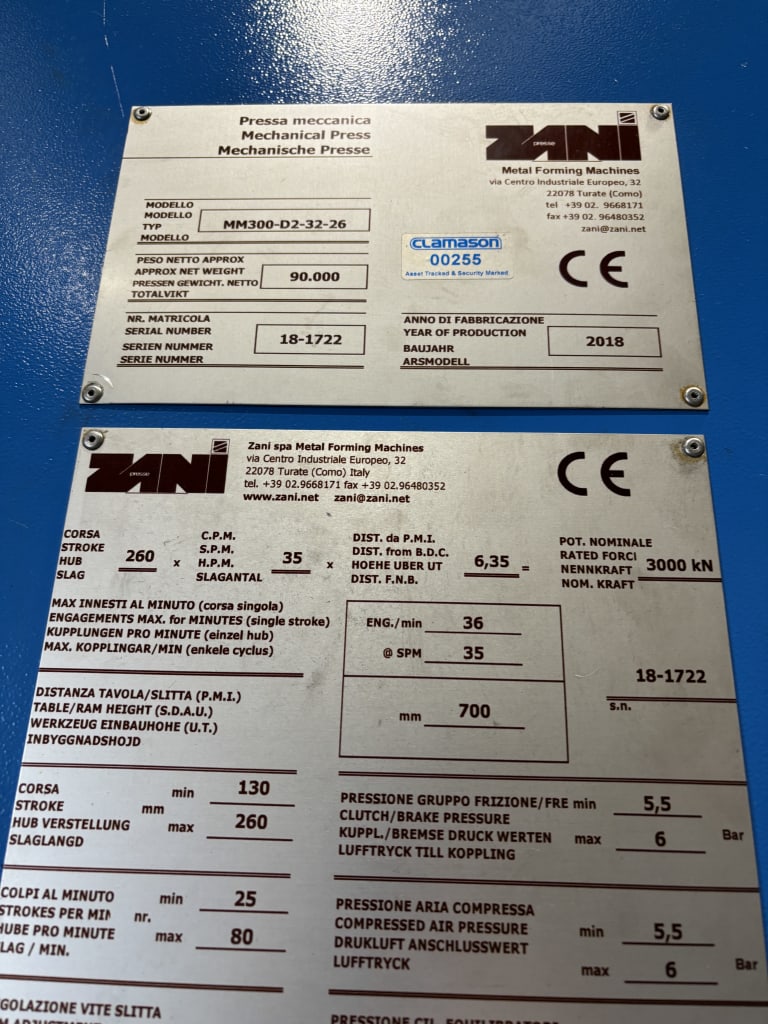 Pressa meccanica
Mechanical Press
Mechanische Presse
ZANI
presse
Metal Forming Machines
via Centro Industriale Europeo, 32
22078 Turate (Como)
tel +39 02. 9668171
fax +39 02. 96480352
zani@zani.net
MODELLO
MODELLO
TYP
MODELLO
MM300-D2-32-26
PESO NETTO APPROX
APPROX NET WEIGHT
PRESSEN GEWICHT. NETTO
TOTALVIKT
90.000
CLAMASON
00255
Asset Tracked & Security Marked
CE
NR. MATRICOLA
SERIAL NUMBER
SERIEN NUMMER
SERIE NUMMER
18-1722
ANNO DI FABBRICAZIONE
YEAR OF PRODUCTION
BAUJAHR
ARSMODELL
2018
ZANI
presse
Zani spa Metal Forming Machines
via Centro Industriale Europeo, 32
22078 Turate (Como) Italy
tel. +39 02.9668171 fax +39 02.96480352
www.zani.net zani@zani.net
CE
CORSA
STROKE
HUB
SLAG
260
x
C.P.M.
S.P.M.
H.P.M.
SLAGANTAL
35
x
DIST. da P.M.I.
DIST. from B.D.C.
HOEHE UBER UT
DIST. F.N.B.
6,35
=
POT. NOMINALE
RATED FORCI
NENNKRAFT
NOM. KRAFT
3000 kN
MAX INNESTI AL MINUTO (corsa singola)
ENGAGEMENTS MAX. for MINUTES (single stroke)
KUPPLUNGEN PRO MINUTE (einzel hub)
MAX. KOPPLINGAR/MIN (enkele cyclus)
ENG./min 36
@ SPM 35
18-1722
s.n.
DISTANZA TAVOLA/SLITTA (P.M.I.)
TABLE/RAM HEIGHT (S.D.A.U.)
WERKZEUG EINBAUHOHE (U.T.)
INBYGGNADSHOJD
mm 700
CORSA
STROKE
HUB VERSTELLUNG
SLAGLANGD
mm
min 130
max 260
PRESSIONE GRUPPO FRIZIONE/FRE
CLUTCH/BRAKE PRESSURE
KUPPL./BREMSE DRUCK WERTEN
LUFFTRYCK TILL KOPPLING
min 5,5
max 6
Bar
COLPI AL MINUTO
STROKES PER MIN
HUBE PRO MINUTE
LAG / MIN.
nr.
min 25
max 80
PRESSIONE ARIA COMPRESSA
COMPRESSED AIR PRESSURE
DRUKLUFT ANSCHLUSSWERT
LUFFTRYCK
min 5,5
max 6
Bar
GOLAZIONE VITE SLITTA
PRESSIONE CIL. EQUILIBRATORI